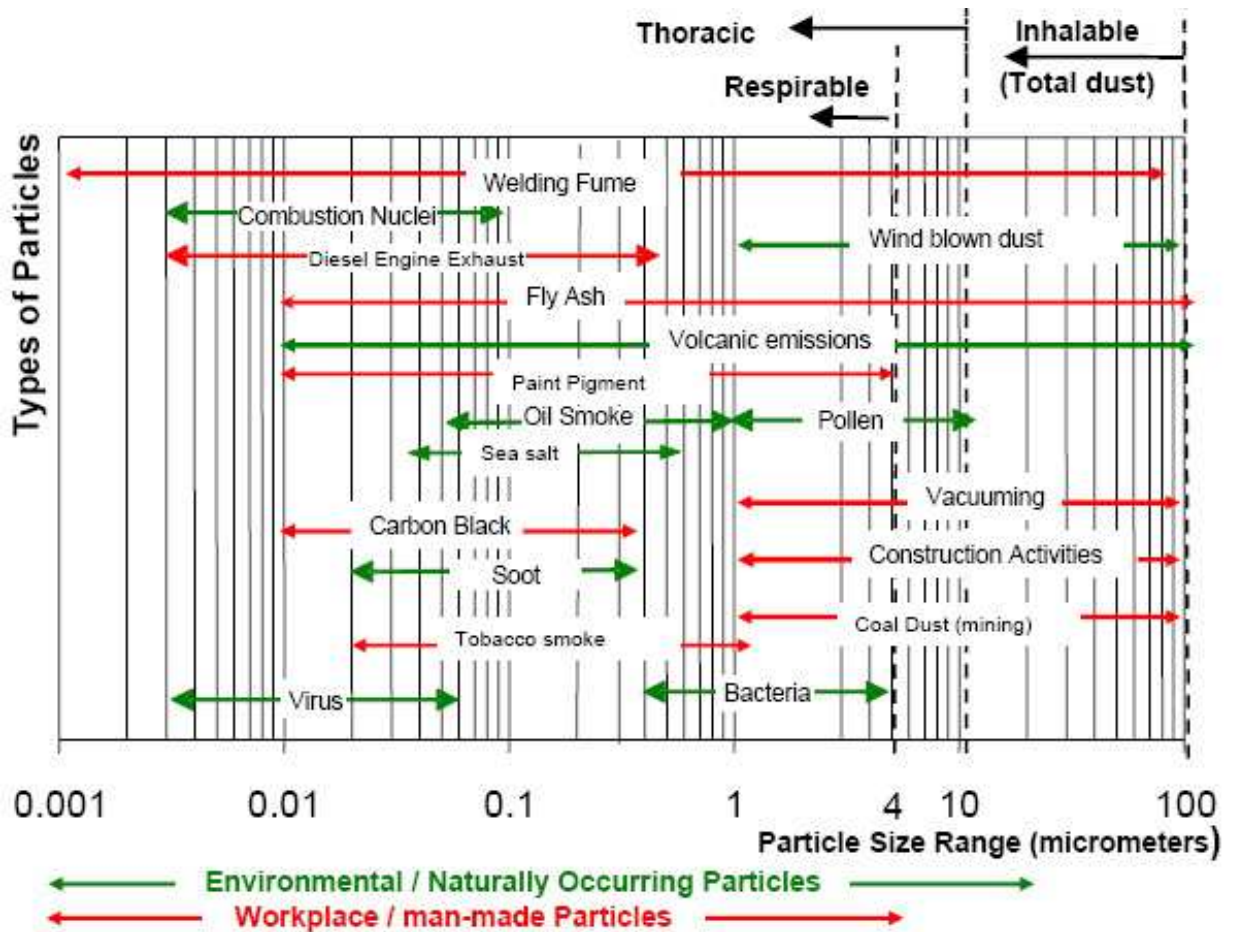 Thoracic
Inhalable
(Total dust)
Respirable
Types of Particles
Welding Fume
Combustion Nuclei
Wind blown dust
Diesel Engine Exhaust
Fly Ash
Volcanic emissions
Paint Pigment
Oil Smoke
Pollen
Sea salt
Vacuuming
Carbon Black
Construction Activities
Soot
Coal Dust (mining)
Tobacco smoke
Bacteria
Virus
0.001 0.01 0.1 1 4 10 100
Particle Size Range (micrometers)
Environmental / Naturally Occurring Particles
Workplace / man-made Particles